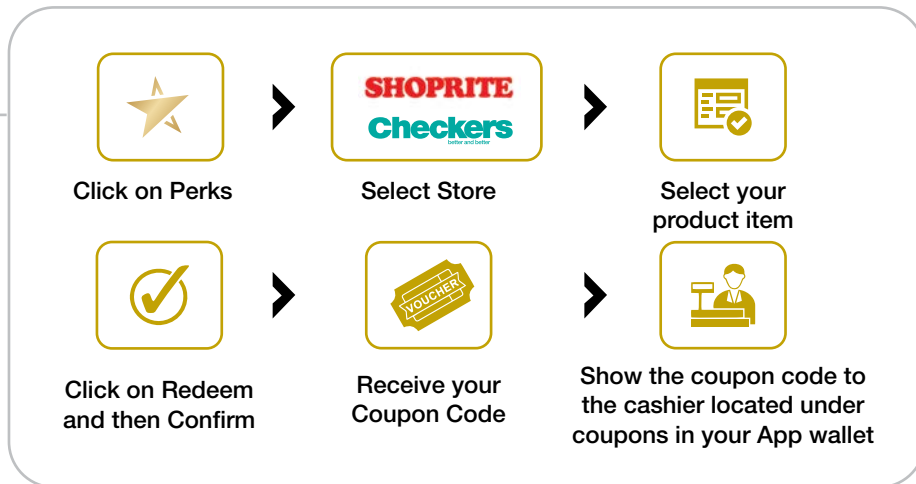 SHOPRITE
Checkers
better and better
Click on Perks
Select Store
Select your
product item
VOUCHER
Click on Redeem
and then Confirm
Receive your
Coupon Code
Show the coupon code to
the cashier located under
coupons in your App wallet